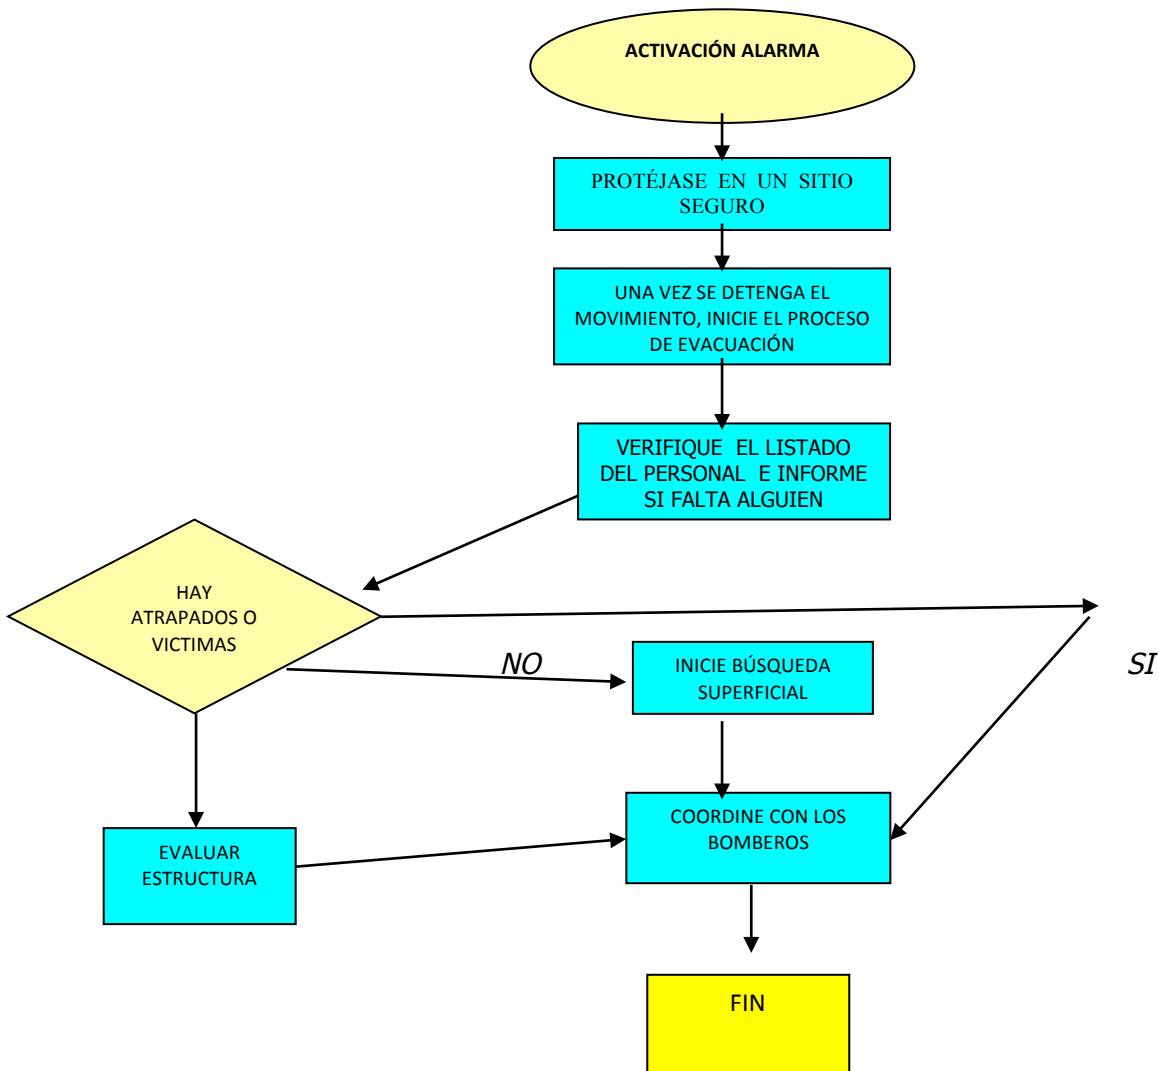 ACTIVACIÓN ALARMA
PROTÉJASE EN UN SITIO
SEGURO
UNA VEZ SE DETENGA EL
MOVIMIENTO, INICIE EL PROCESO
DE EVACUACIÓN
VERIFIQUE EL LISTADO
DEL PERSONAL E INFORME
SI FALTA ALGUIEN
HAY
ATRAPADOS O
VICTIMAS
NO
INICIE BÚSQUEDA
SUPERFICIAL
SI
COORDINE CON LOS
BOMBEROS
EVALUAR
ESTRUCTURA
FIN